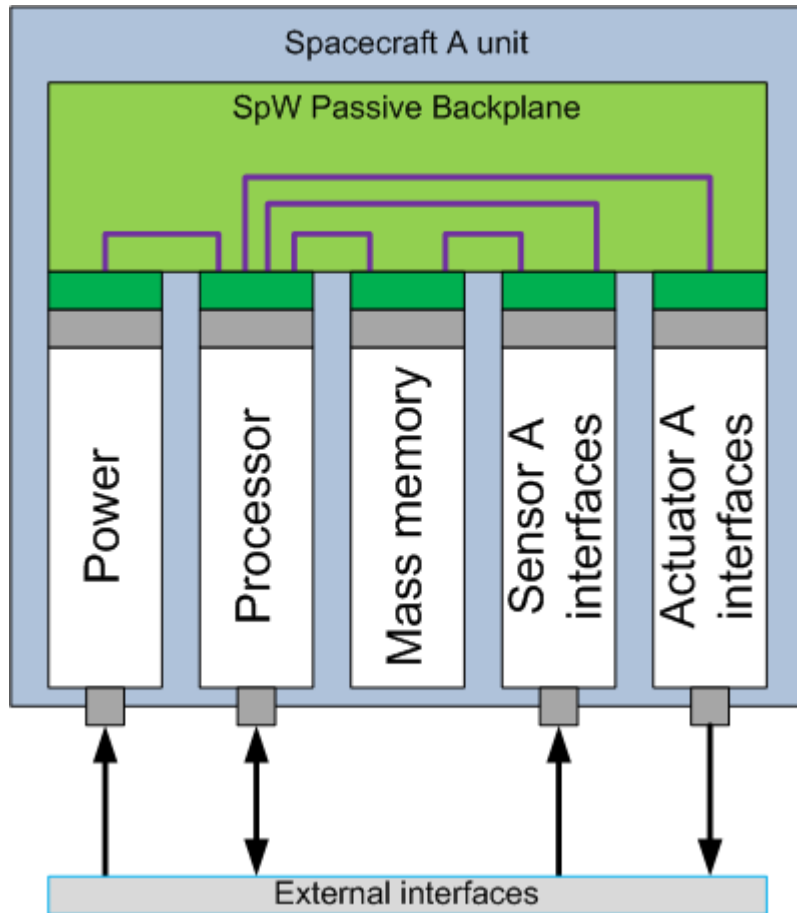 Spacecraft A unit
SpW Passive Backplane
Power
Processor
Mass memory
Sensor A
interfaces
Actuator A
interfaces
External interfaces